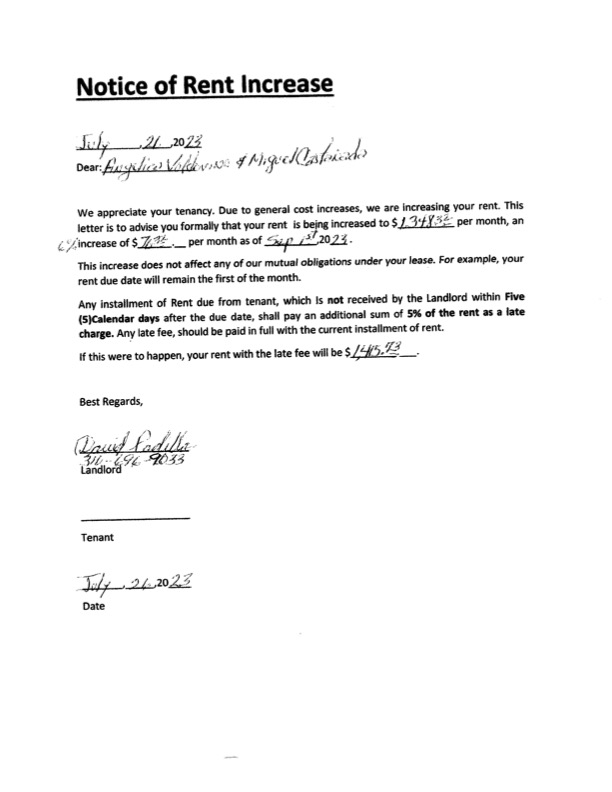 Notice of Rent Increase
July, 26, 2023
Dear: Angelica & Miguel
We appreciate your tenancy. Due to general cost increases, we are increasing your rent. This
letter is to advise you formally that your rent is being increased to $ 1,348.32 per month, an
6% increase of $ 76.32 per month as of Sep 1st, 2023.
This increase does not affect any of our mutual obligations under your lease. For example, your
rent due date will remain the first of the month.
Any installment of Rent due from tenant, which is not received by the Landlord within Five
(5)Calendar days after the due date, shall pay an additional sum of 5% of the rent as a late
charge. Any late fee, should be paid in full with the current installment of rent.
If this were to happen, your rent with the late fee will be $ 1,415.73.
Best Regards,
David Padilla
316-696-9033
Landlord
Tenant
July, 26, 2023
Date